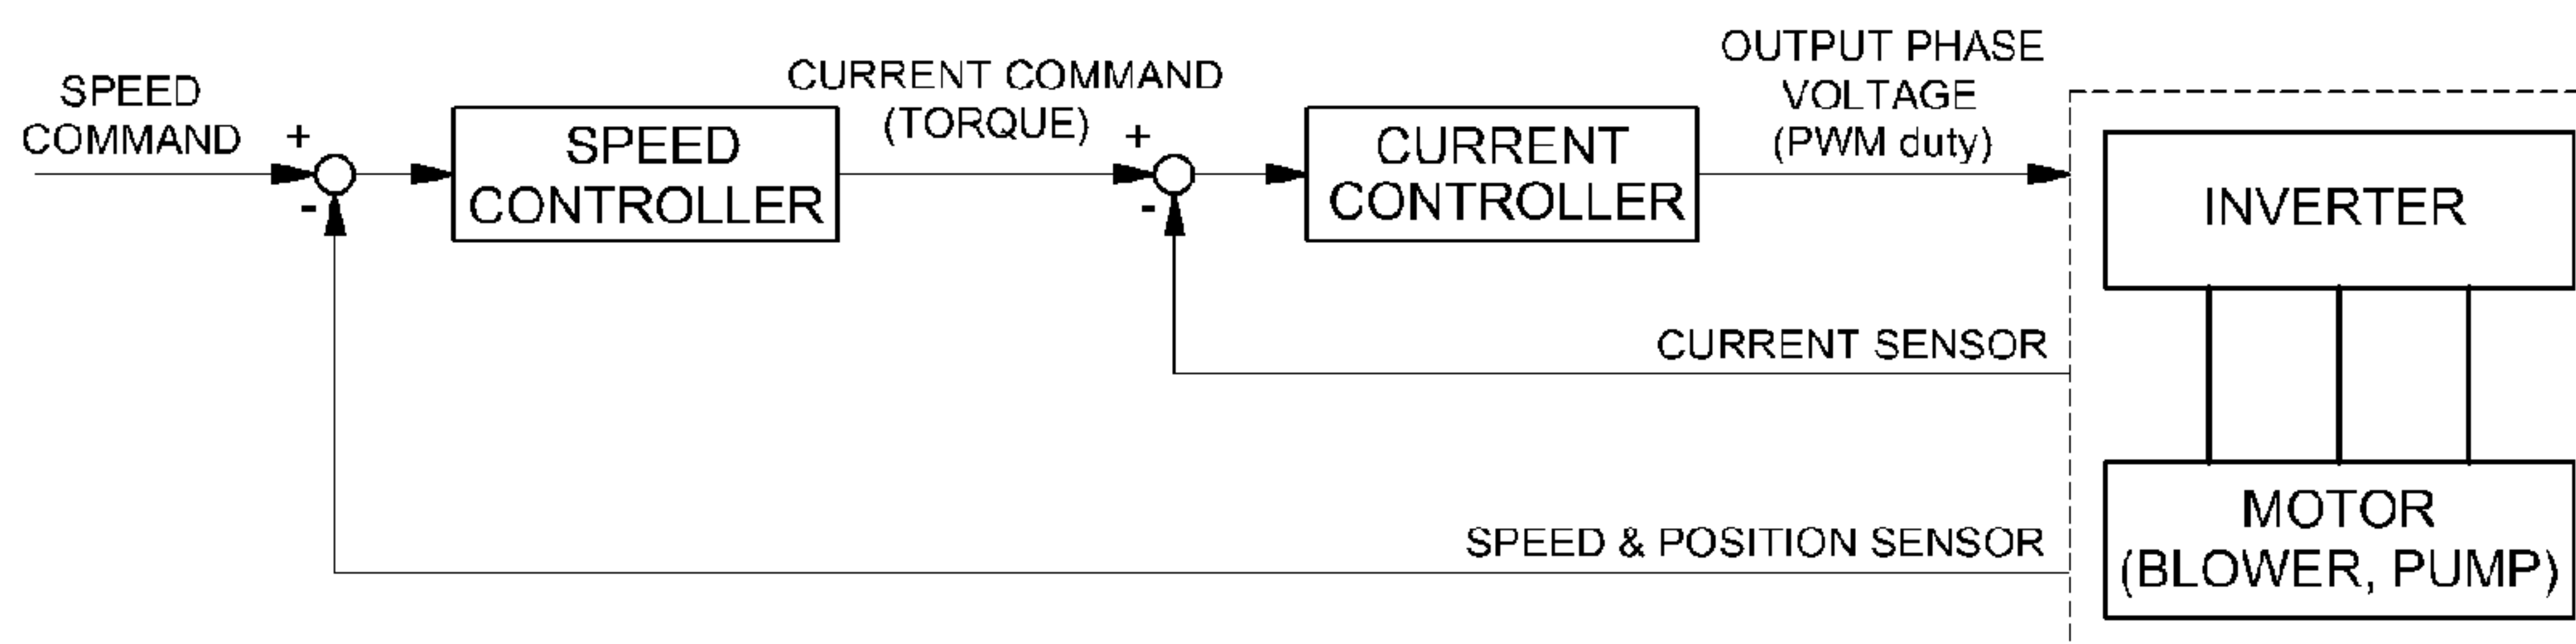 SPEED
COMMAND
+
-
SPEED
CONTROLLER
CURRENT COMMAND
(TORQUE)
+
-
CURRENT
CONTROLLER
OUTPUT PHASE
VOLTAGE
(PWM duty)
INVERTER
CURRENT SENSOR
SPEED & POSITION SENSOR
MOTOR
(BLOWER, PUMP)